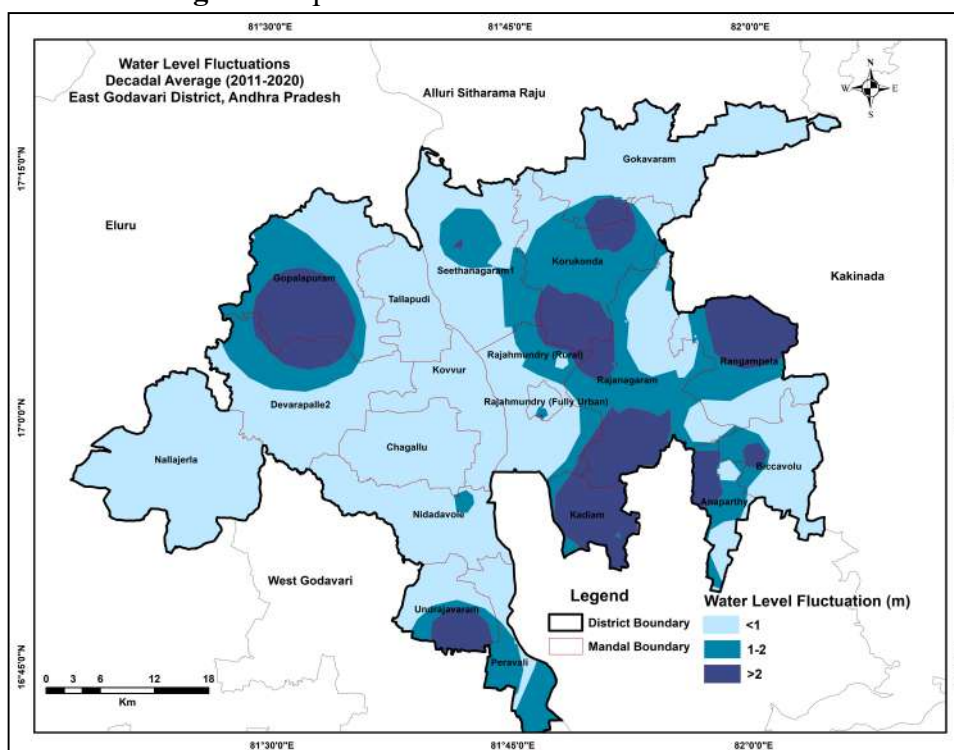 81°30'0"E 81°45'0"E 82°0'0"E
Water Level Fluctuations
Decadal Average (2011-2020)
East Godavari District, Andhra Pradesh
Alluri Sitharama Raju
N
W E
S
17°15'0"N
Gokavaram
Eluru
Korukonda
Seethanagaram1
Gopalapuram
Kakinada
Tallapudi
Rajahmundry (Rural)
Rangampeta
Kovvur
Rajanagaram
Rajahmundry (Fully Urban)
Devarapalle2
17°0'0"N
Chagallu
Nallajerla
Biccavolu
Anaparthy
Nidadavole
Kadiam
West Godavari
Undrajavaram
Peravali
16°45'0"N
Legend
District Boundary
Mandal Boundary
Water Level Fluctuation (m)
<1
1-2
>2
0 3 6 12 18
Km
81°30'0"E 81°45'0"E 82°0'0"E